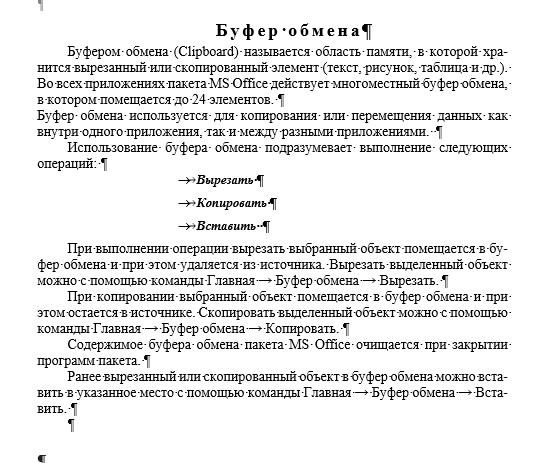 Буфер обмена¶
Буфером обмена (Clipboard) называется область памяти, в которой хра-
нится вырезанный или скопированный элемент (текст, рисунок, таблица и др.).
Во всех приложениях пакета MS Office действует многоместный буфер обмена,
в котором помещается до 24 элементов. ¶
Буфер обмена используется для копирования или перемещения данных как
внутри одного приложения, так и между разными приложениями. ¶
Использование буфера обмена подразумевает выполнение следующих
операций: ¶
→→Вырезать ¶
→→Копировать ¶
→→Вставить ¶
При выполнении операции вырезать выбранный объект помещается в бу-
фер обмена и при этом удаляется из источника. Вырезать выделенный объект
можно с помощью команды Главная → Буфер обмена → Вырезать. ¶
При копировании выбранный объект помещается в буфер обмена и при
этом остается в источнике. Скопировать выделенный объект можно с помощью
команды Главная → Буфер обмена → Копировать. ¶
Содержимое буфера обмена пакета MS Office очищается при закрытии
программ пакета. ¶
Ранее вырезанный или скопированный объект в буфер обмена можно вста-
вить в указанное место с помощью команды Главная → Буфер обмена → Вста-
вить. ¶
¶
¶